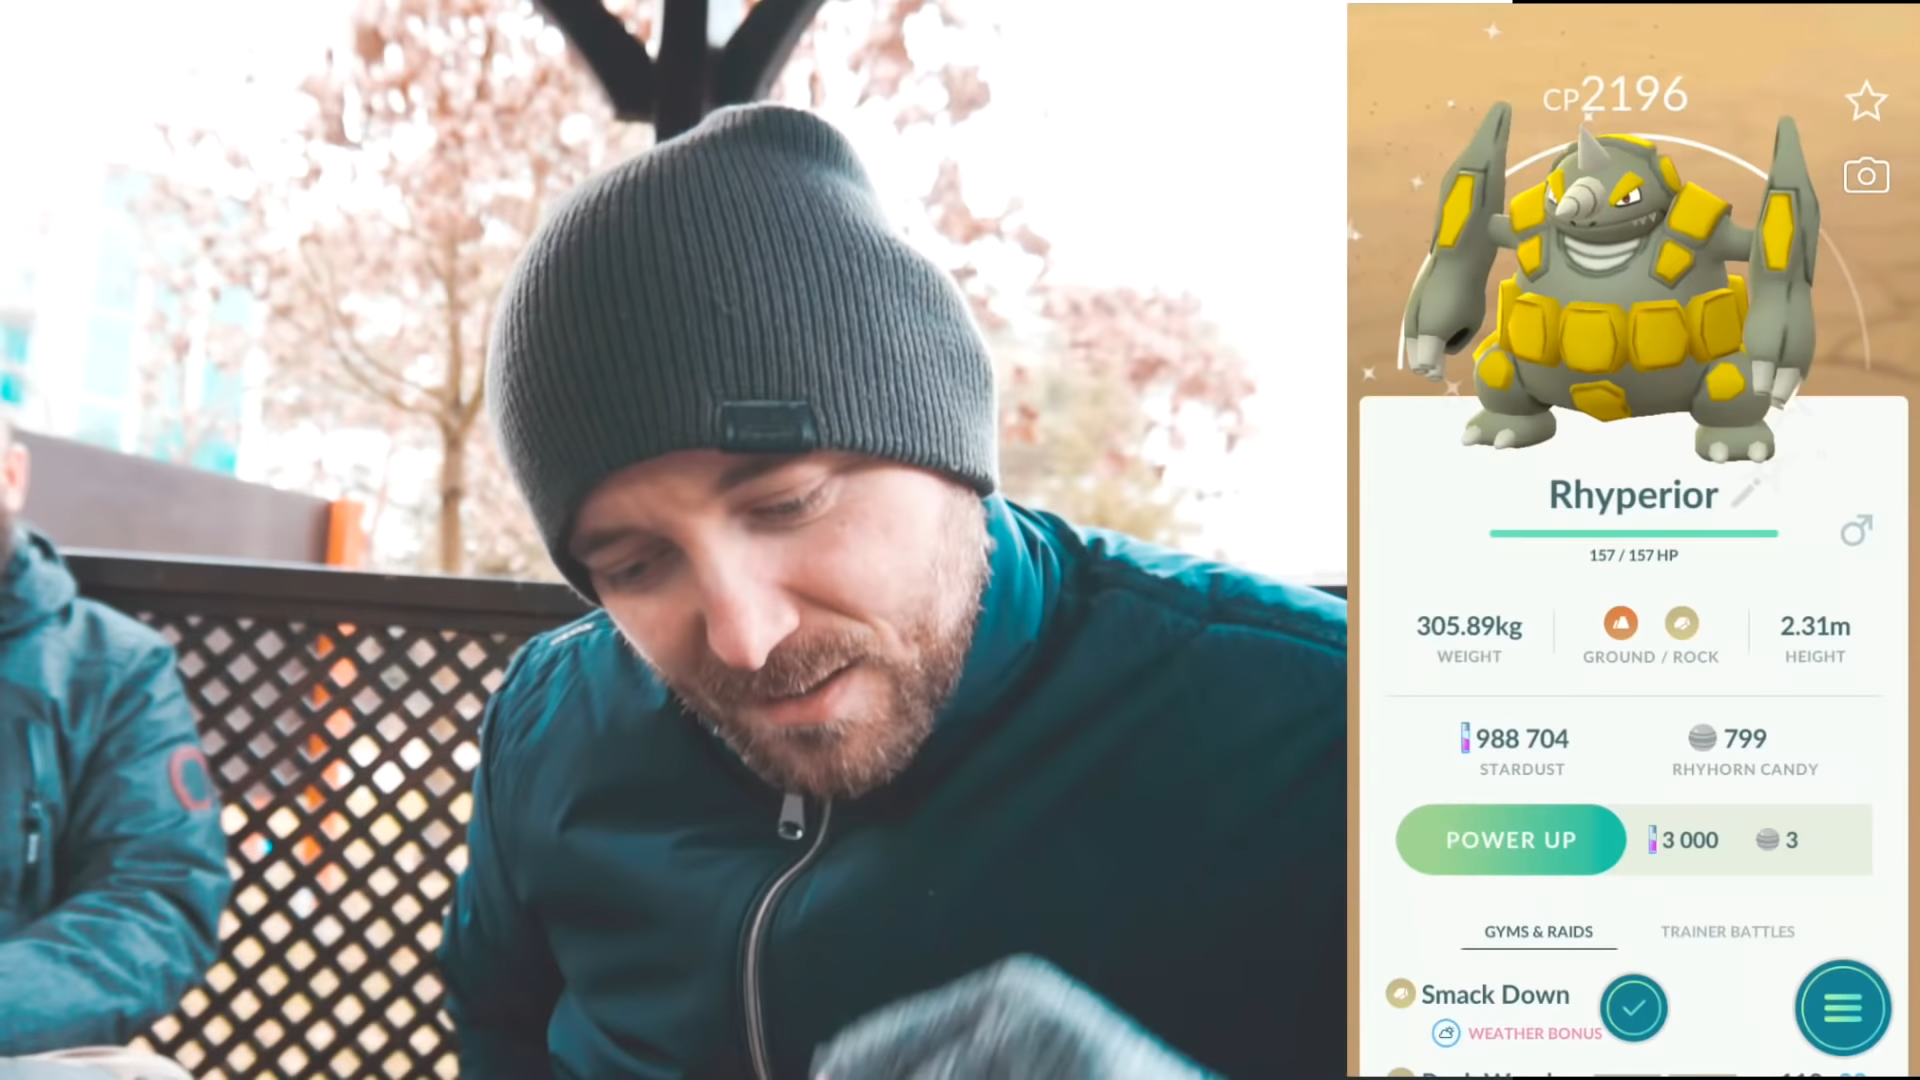 CP2196
Rhyperior
157 / 157 HP
305.89kg
WEIGHT
GROUND / ROCK
2.31m
HEIGHT
988 704
STARDUST
799
RHYHORN CANDY
POWER UP
3 000
3
GYMS & RAIDS
TRAINER BATTLES
Smack Down
WEATHER BONUS